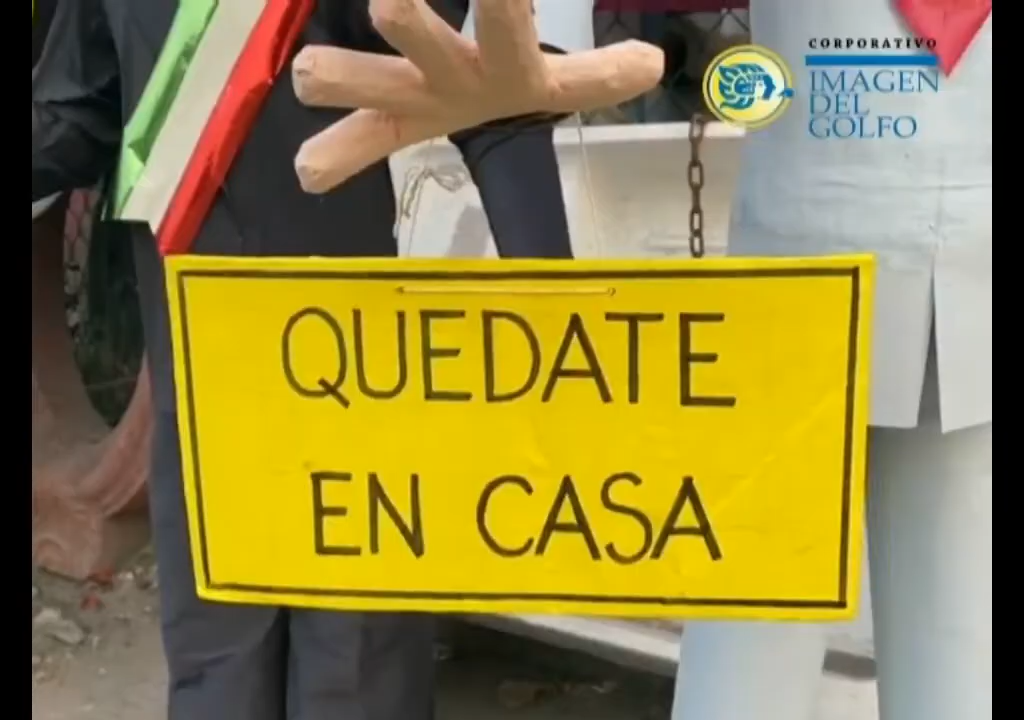 CORPORATIVO
IMAGEN
DEL
GOLFO
QUEDATE
EN CASA